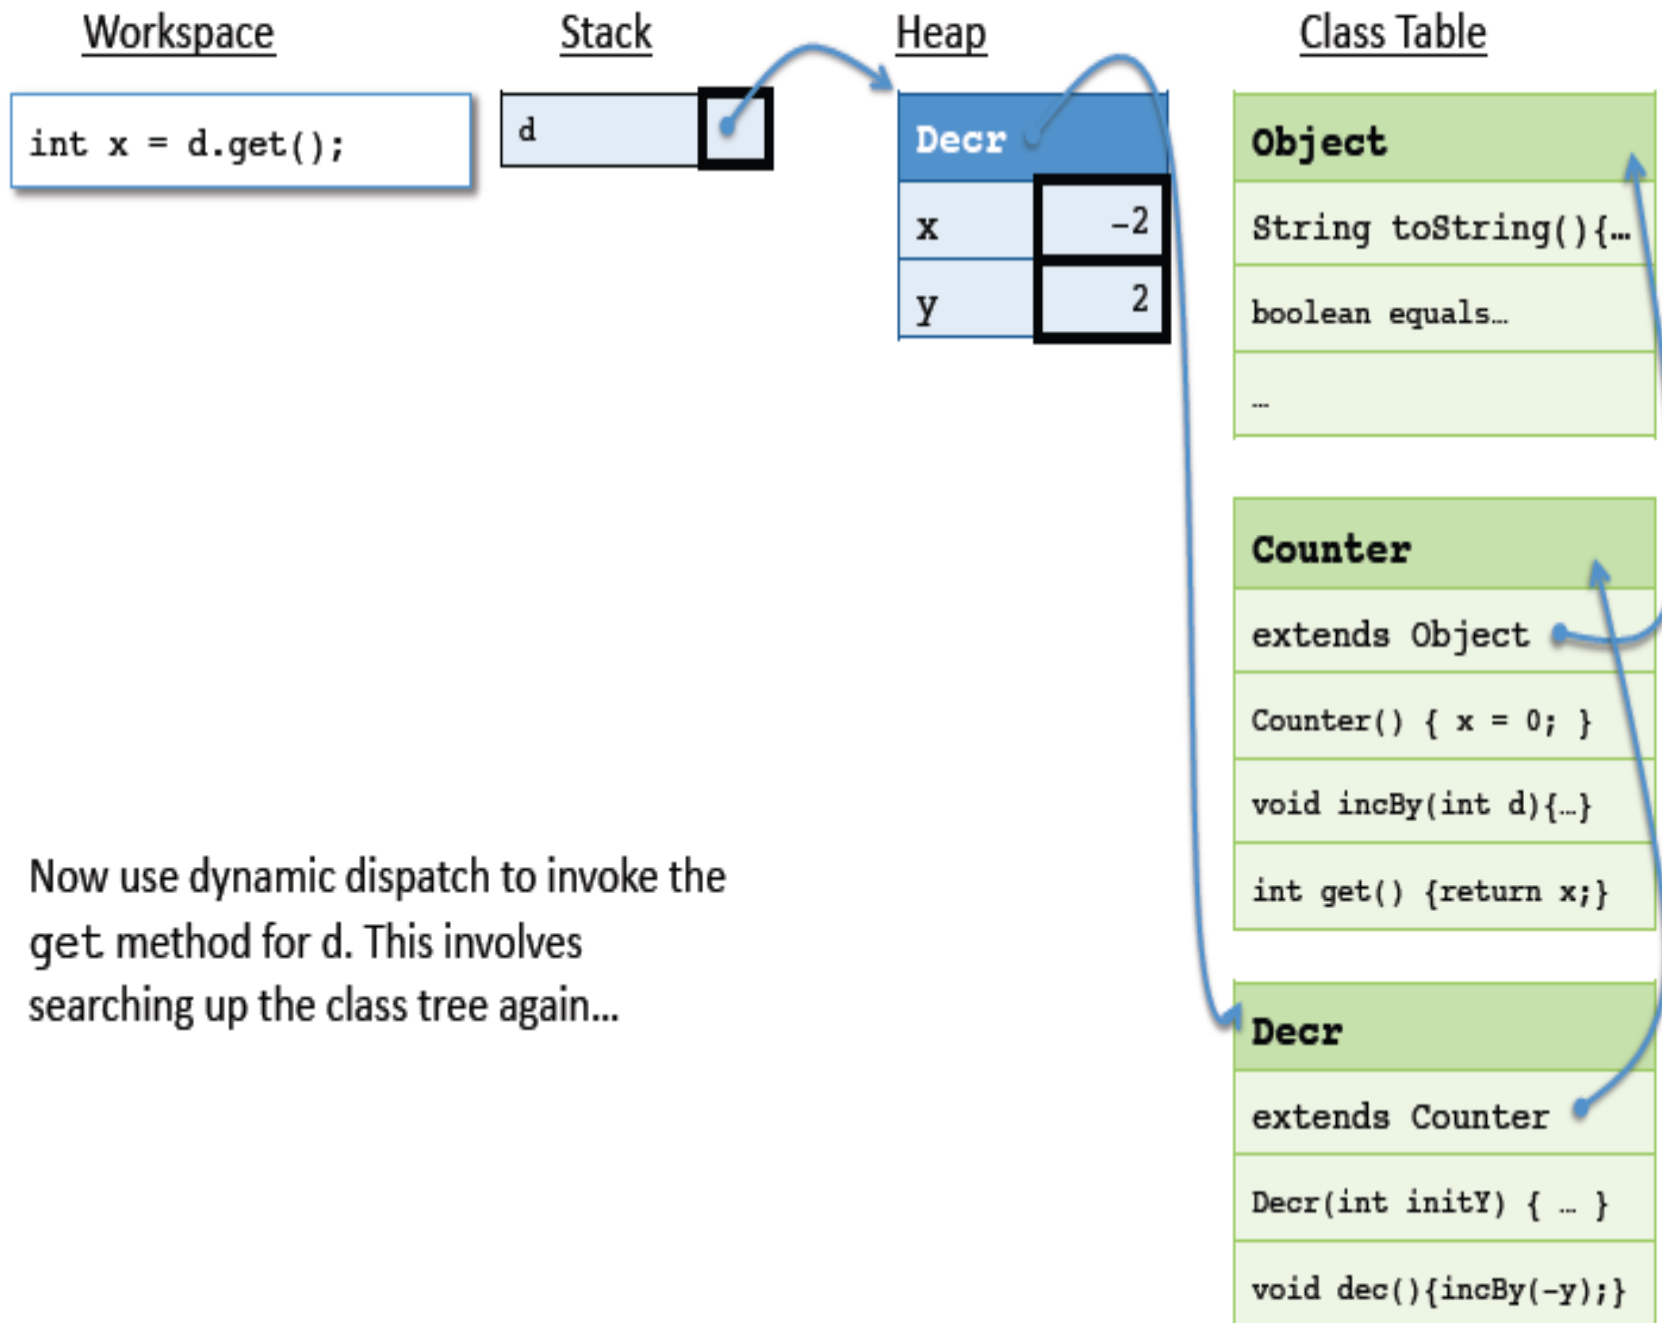 Workspace
Stack
Heap
Class Table
int x = d.get();
d
Decr
x
-2
y
2
Object
String toString(){…
boolean equals…
…
Counter
extends Object
Counter() { x = 0; }
void incBy(int d){…}
int get() {return x;}
Decr
extends Counter
Decr(int initY) { … }
void dec(){incBy(-y);}
Now use dynamic dispatch to invoke the
get method for d. This involves
searching up the class tree again…